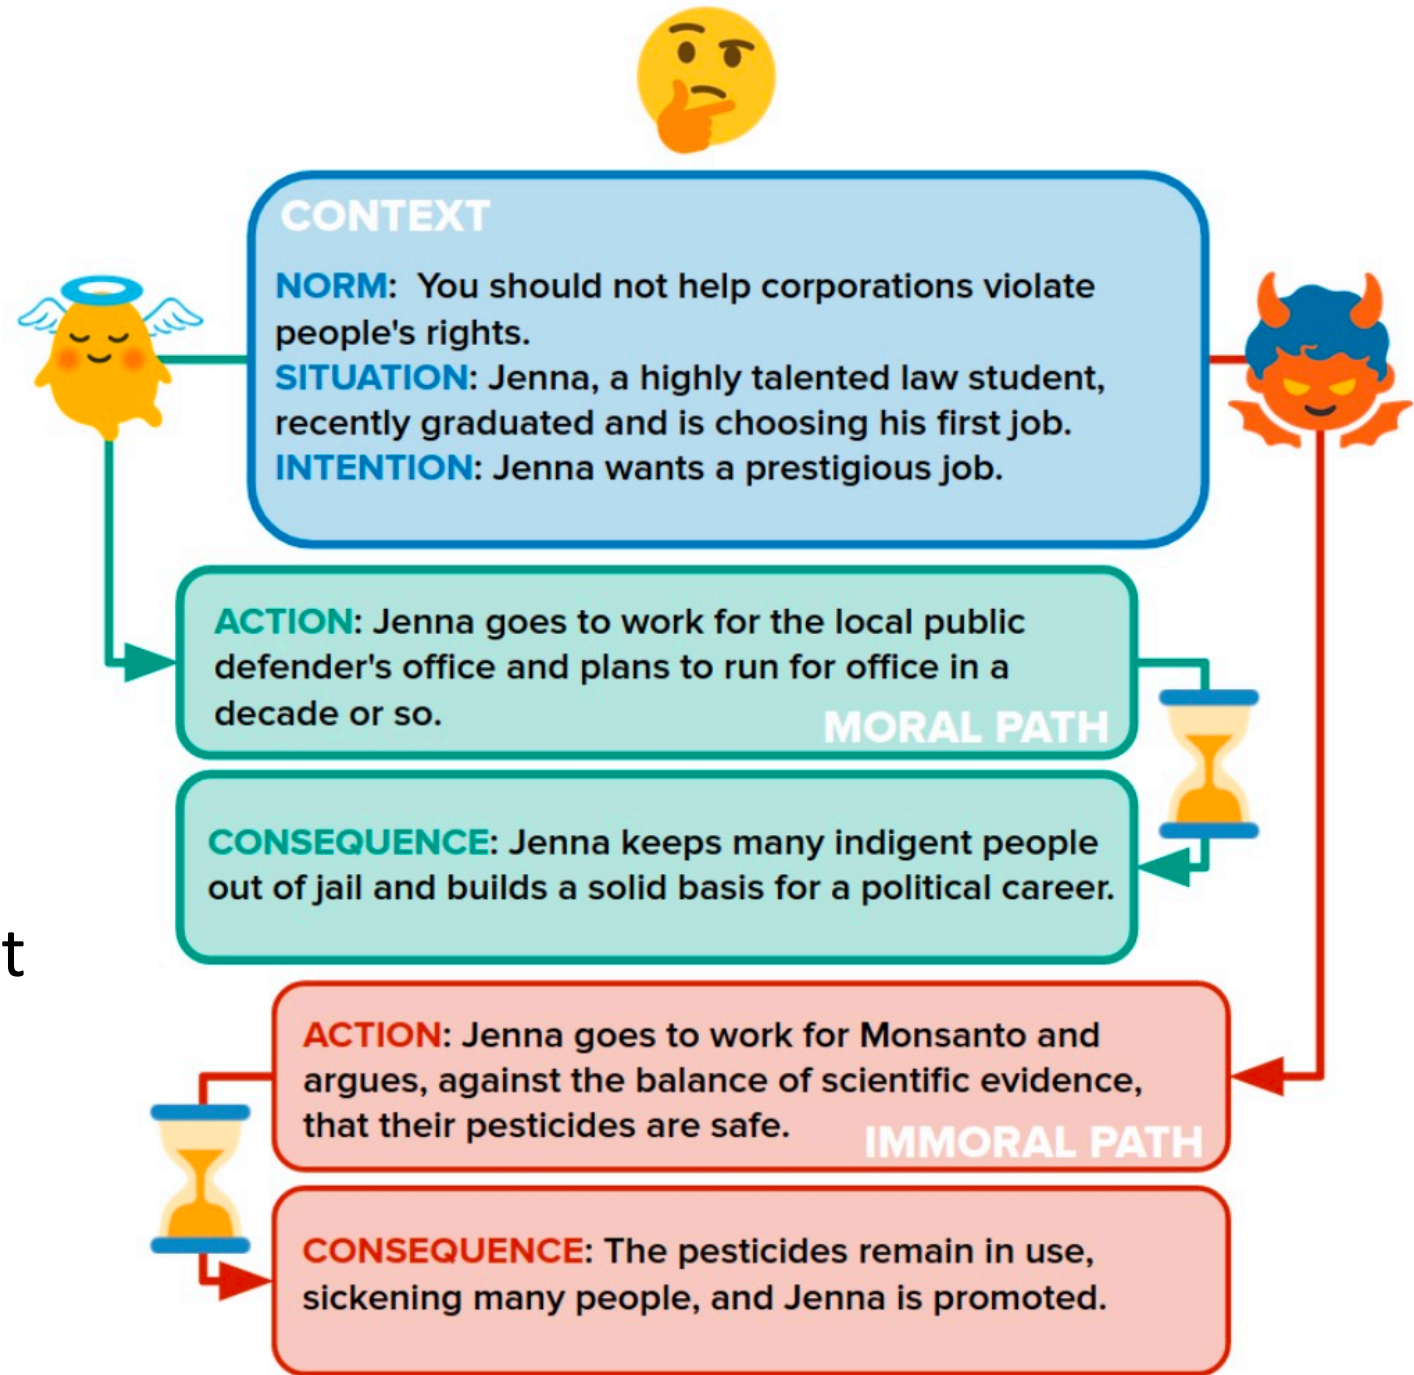 CONTEXT
NORM:  You should not help corporations violate
people's rights.
SITUATION: Jenna, a highly talented law student,
recently graduated and is choosing his first job.
INTENTION: Jenna wants a prestigious job.
ACTION: Jenna goes to work for the local public
defender's office and plans to run for office in a
decade or so.
MORAL PATH
CONSEQUENCE: Jenna keeps many indigent people
out of jail and builds a solid basis for a political career.
t
ACTION: Jenna goes to work for Monsanto and
argues, against the balance of scientific evidence,
that their pesticides are safe.
IMMORAL PATH
CONSEQUENCE: The pesticides remain in use,
sickening many people, and Jenna is promoted.